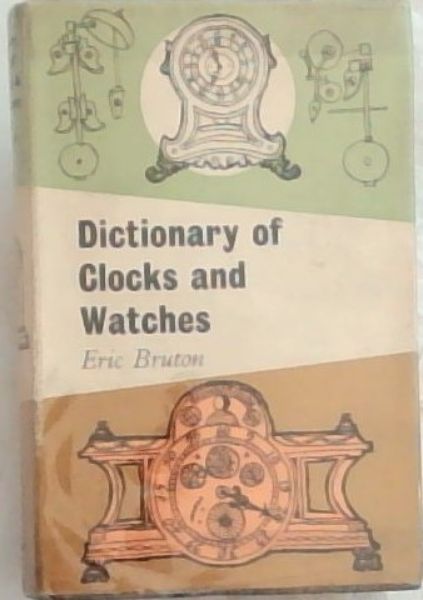 Dictionary of
Clocks and
Watches
Eric Bruton